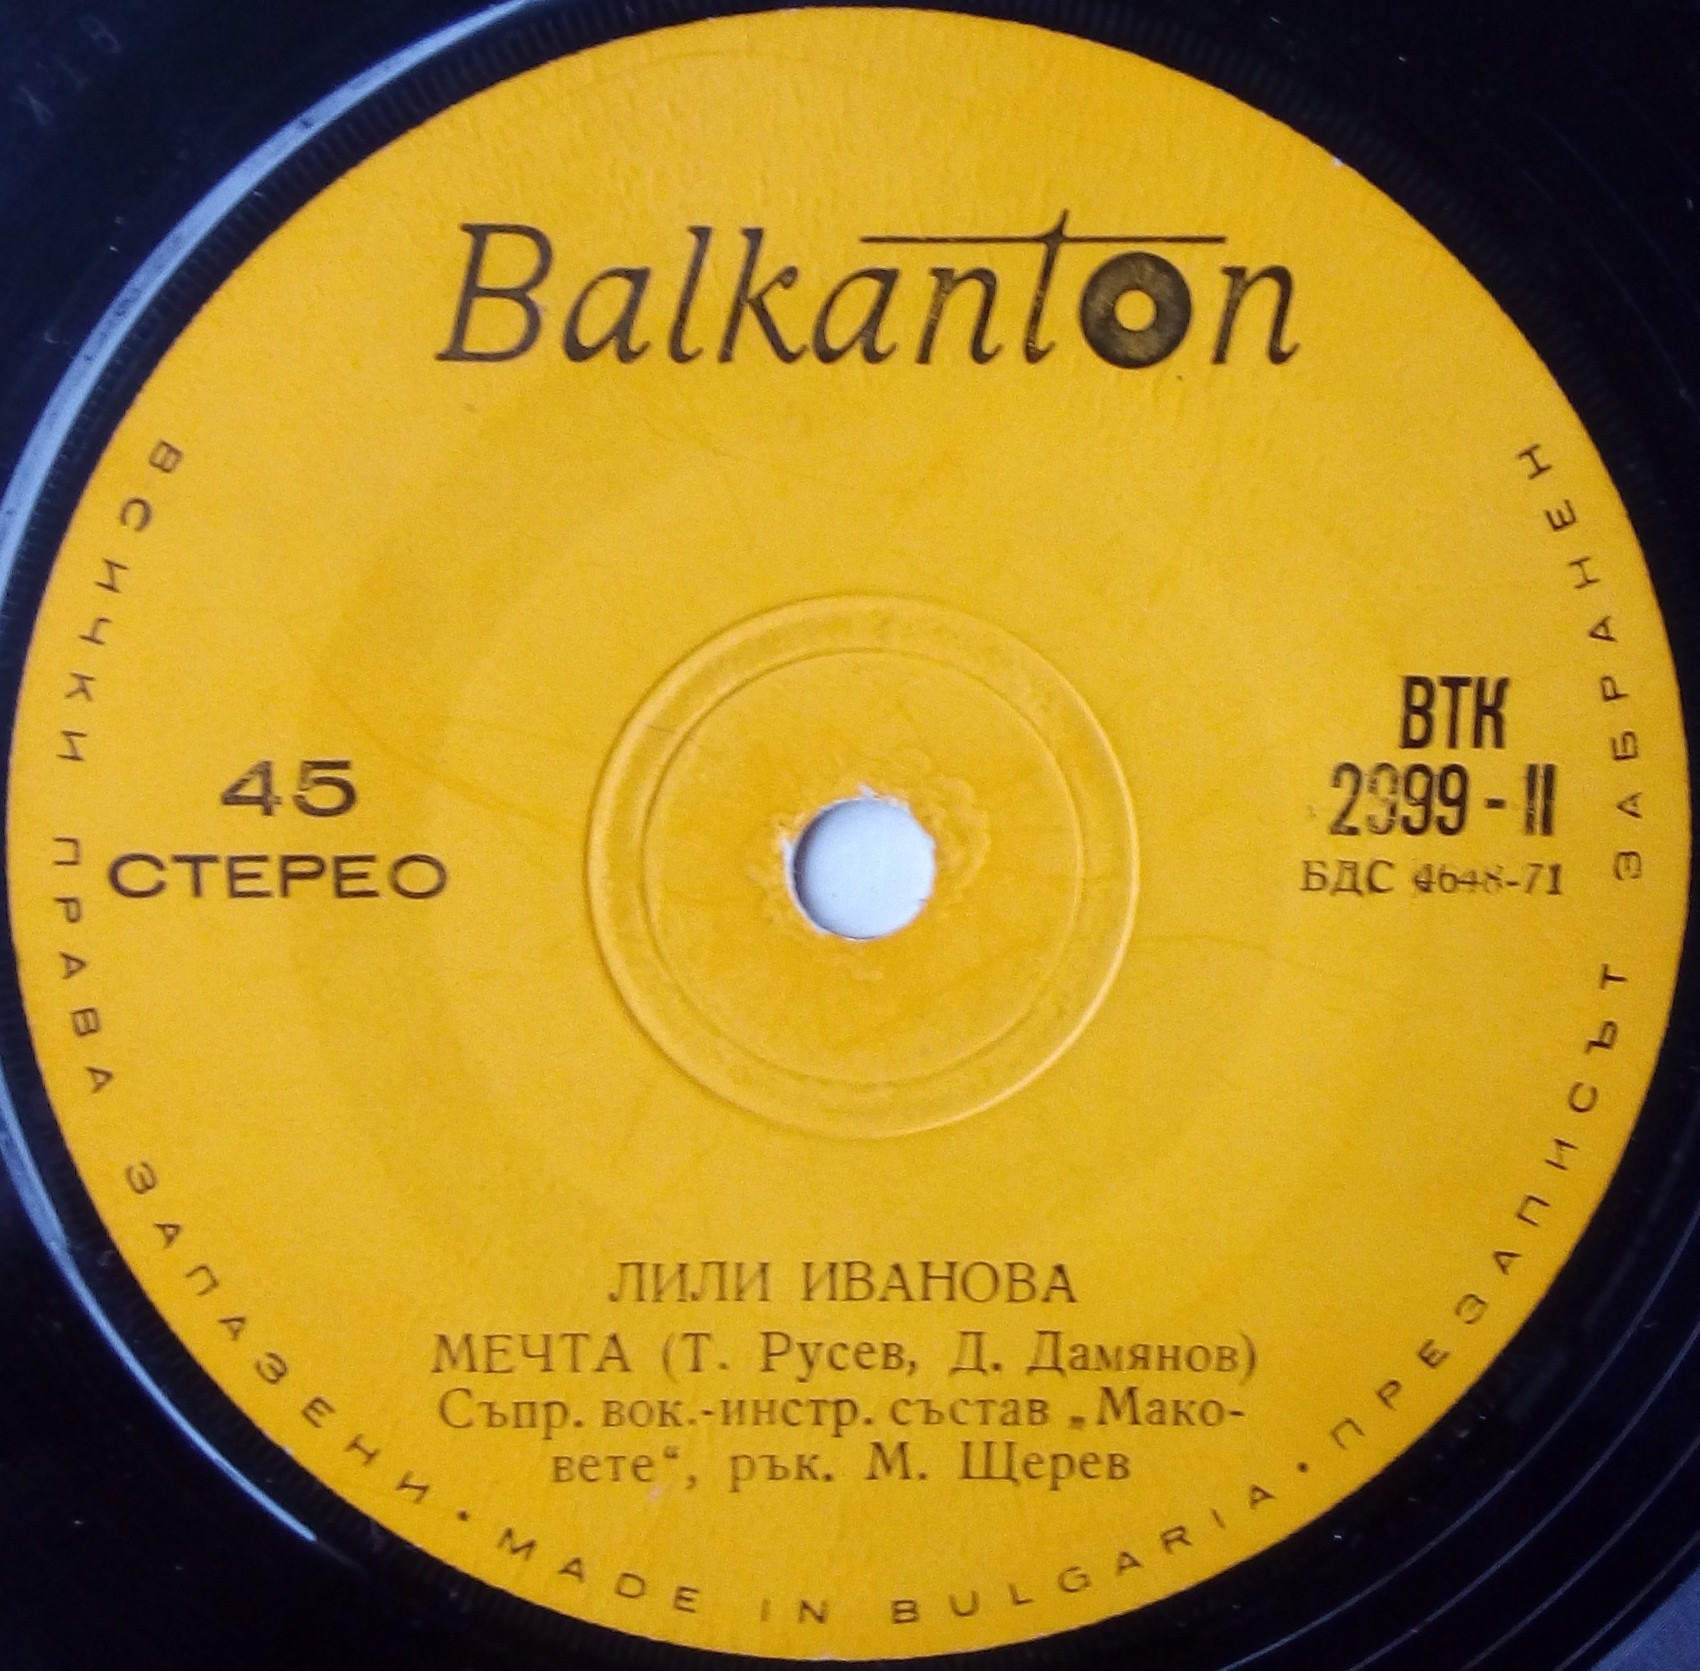 Balkanton
45
СТЕРЕО
ВТК
2999 - II
БДС 4648-71
ЛИЛИ ИВАНОВА
МЕЧТА (Т. Русев, Д. Дамянов)
Съпр. вок.-инстр. състав „Мако-
вете“, рък. М. Щерев
ВСИЧКИ ПРАВА ЗАПАЗЕНИ · MADE IN BULGARIA · ПРЕЗАПИСЪТ ЗАБРАНЕН